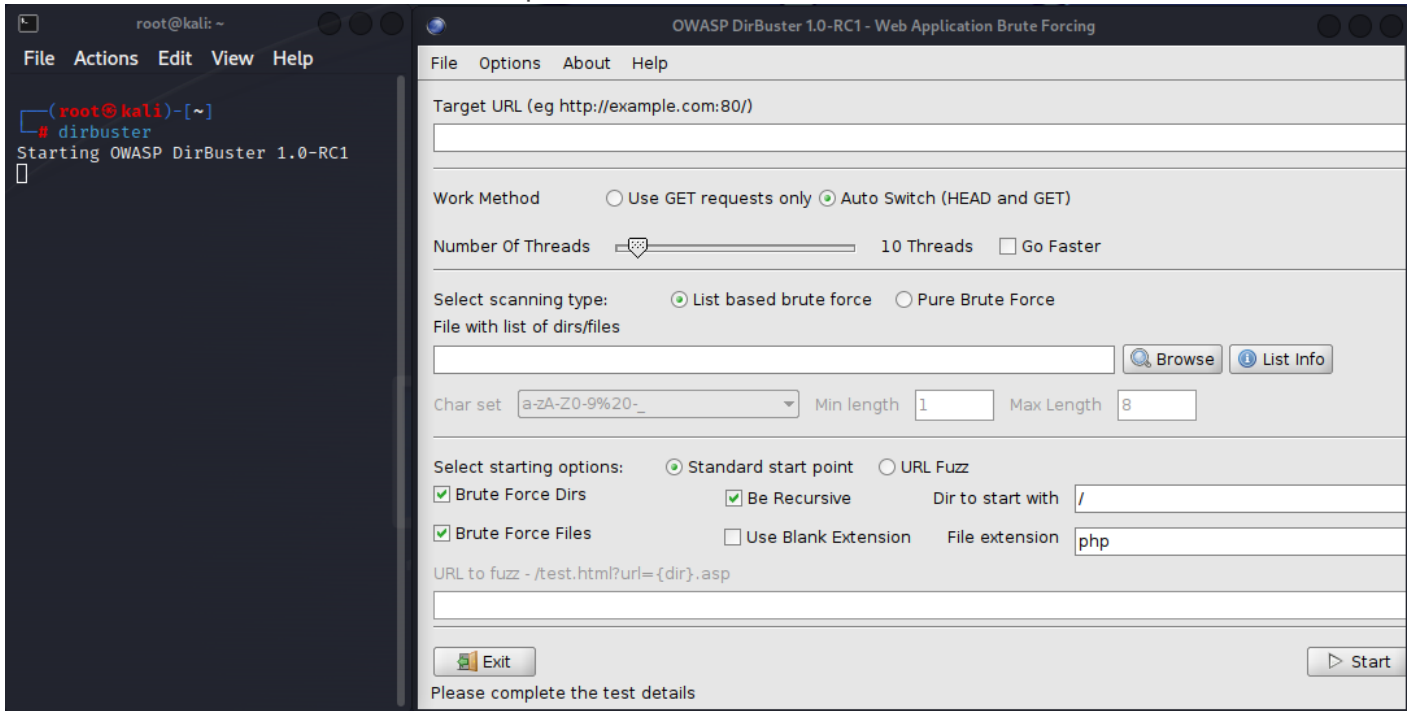 root@kali: ~
File Actions Edit View Help
┌──(root㉿kali)-[~]
└─# dirbuster
Starting OWASP DirBuster 1.0-RC1
OWASP DirBuster 1.0-RC1 - Web Application Brute Forcing
File Options About Help
Target URL (eg http://example.com:80/)
Work Method Use GET requests only Auto Switch (HEAD and GET)
Number Of Threads 10 Threads Go Faster
Select scanning type: List based brute force Pure Brute Force
File with list of dirs/files
Browse List Info
Char set a-zA-Z0-9%20-_ Min length 1 Max Length 8
Select starting options: Standard start point URL Fuzz
Brute Force Dirs Be Recursive Dir to start with /
Brute Force Files Use Blank Extension File extension php
URL to fuzz - /test.html?url={dir}.asp
Exit Start
Please complete the test details